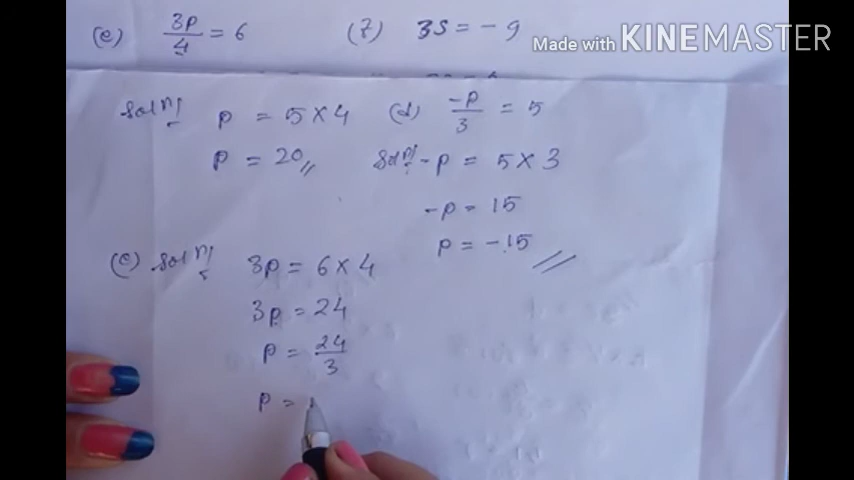 (e) 3p/4 = 6 (7) 3s = - 9
Made with KINEMASTER
Solⁿ/ p = 5 × 4 (d) -p/3 = 5
p = 20 // Solⁿ/ - p = 5 × 3
-p = 15
p = -15 //
(e) Solⁿ/ 3p = 6 × 4
3p = 24
p = 24/3
p =